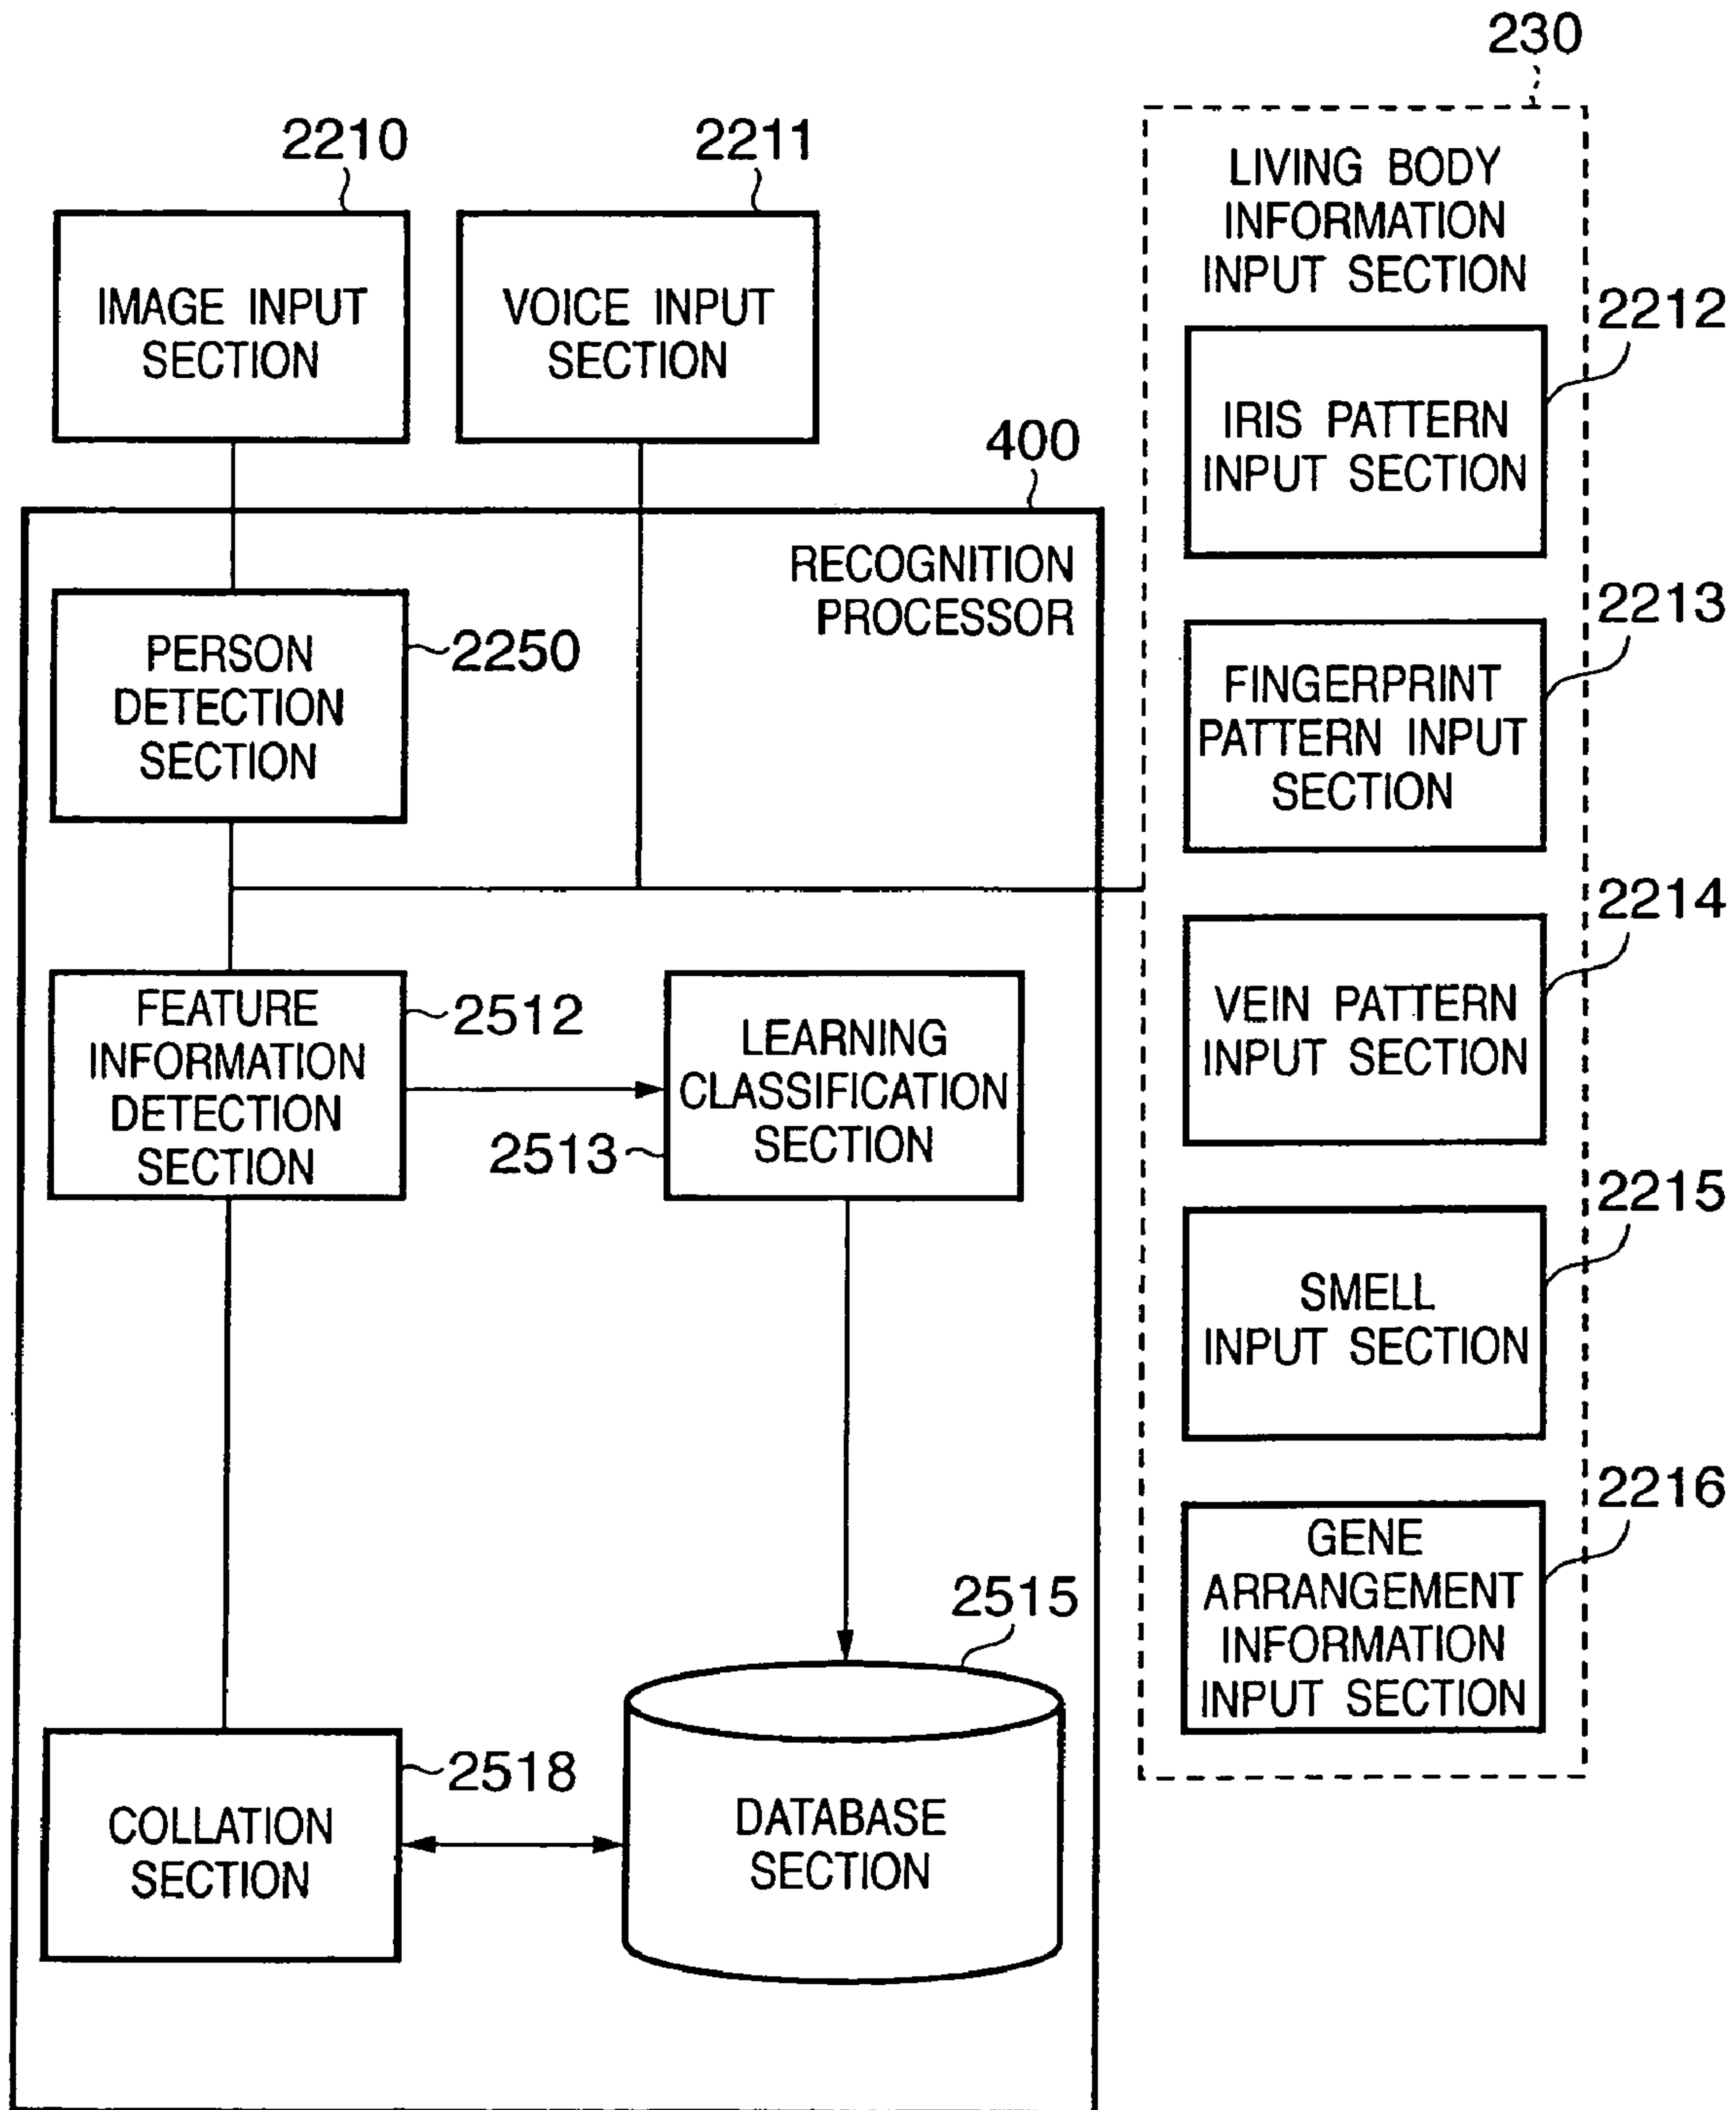 230
2210
2211
LIVING BODY
INFORMATION
INPUT SECTION
IMAGE INPUT
SECTION
VOICE INPUT
SECTION
2212
IRIS PATTERN
INPUT SECTION
400
RECOGNITION
PROCESSOR
2213
PERSON
DETECTION
SECTION
2250
FINGERPRINT
PATTERN INPUT
SECTION
2214
FEATURE
INFORMATION
DETECTION
SECTION
2512
LEARNING
CLASSIFICATION
SECTION
2513
VEIN PATTERN
INPUT SECTION
2215
SMELL
INPUT SECTION
2216
GENE
ARRANGEMENT
INFORMATION
INPUT SECTION
2515
2518
COLLATION
SECTION
DATABASE
SECTION